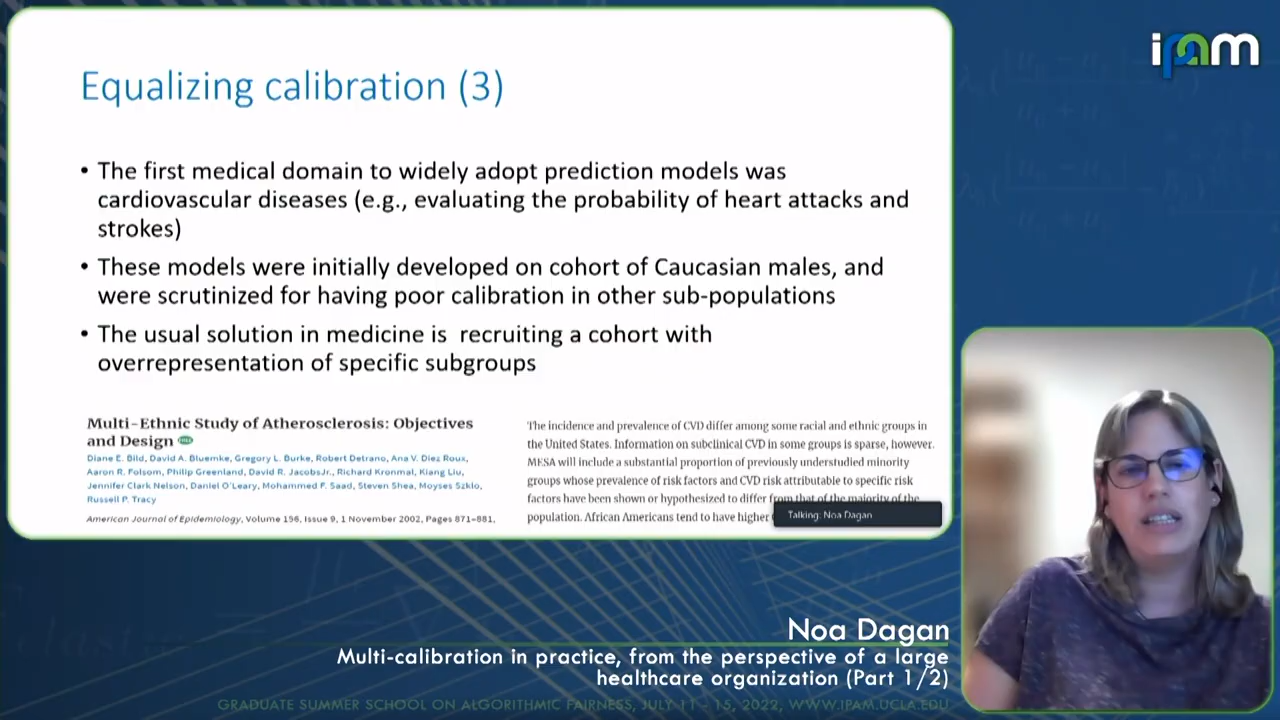 ipam
Equalizing calibration (3)
• The first medical domain to widely adopt prediction models was
cardiovascular diseases (e.g., evaluating the probability of heart attacks and
strokes)
• These models were initially developed on cohort of Caucasian males, and
were scrutinized for having poor calibration in other sub-populations
• The usual solution in medicine is recruiting a cohort with
overrepresentation of specific subgroups
Multi-Ethnic Study of Atherosclerosis: Objectives
and Design
Diane E. Bild, David A. Bluemke, Gregory L. Burke, Robert Detrano, Ana V. Diez Roux,
Aaron R. Folsom, Philip Greenland, David R. JacobsJr., Richard Kronmal, Kiang Liu,
Jennifer Clark Nelson, Daniel O'Leary, Mohammed F. Saad, Steven Shea, Moyses Szklo,
Russell P. Tracy
American Journal of Epidemiology, Volume 156, Issue 9, 1 November 2002, Pages 871–881,
The incidence and prevalence of CVD differ among some racial and ethnic groups in
the United States. Information on subclinical CVD in some groups is sparse, however.
MESA will include a substantial proportion of previously understudied minority
groups whose prevalence of risk factors and CVD risk attributable to specific risk
factors have been shown or hypothesized to differ from that of the majority of the
population. African Americans tend to have higher
Talking: Noa Dagan
Noa Dagan
Multi-calibration in practice, from the perspective of a large
healthcare organization (Part 1/2)
GRADUATE SUMMER SCHOOL ON ALGORITHMIC FAIRNESS, JULY 11 - 15, 2022, WWW.IPAM.UCLA.EDU